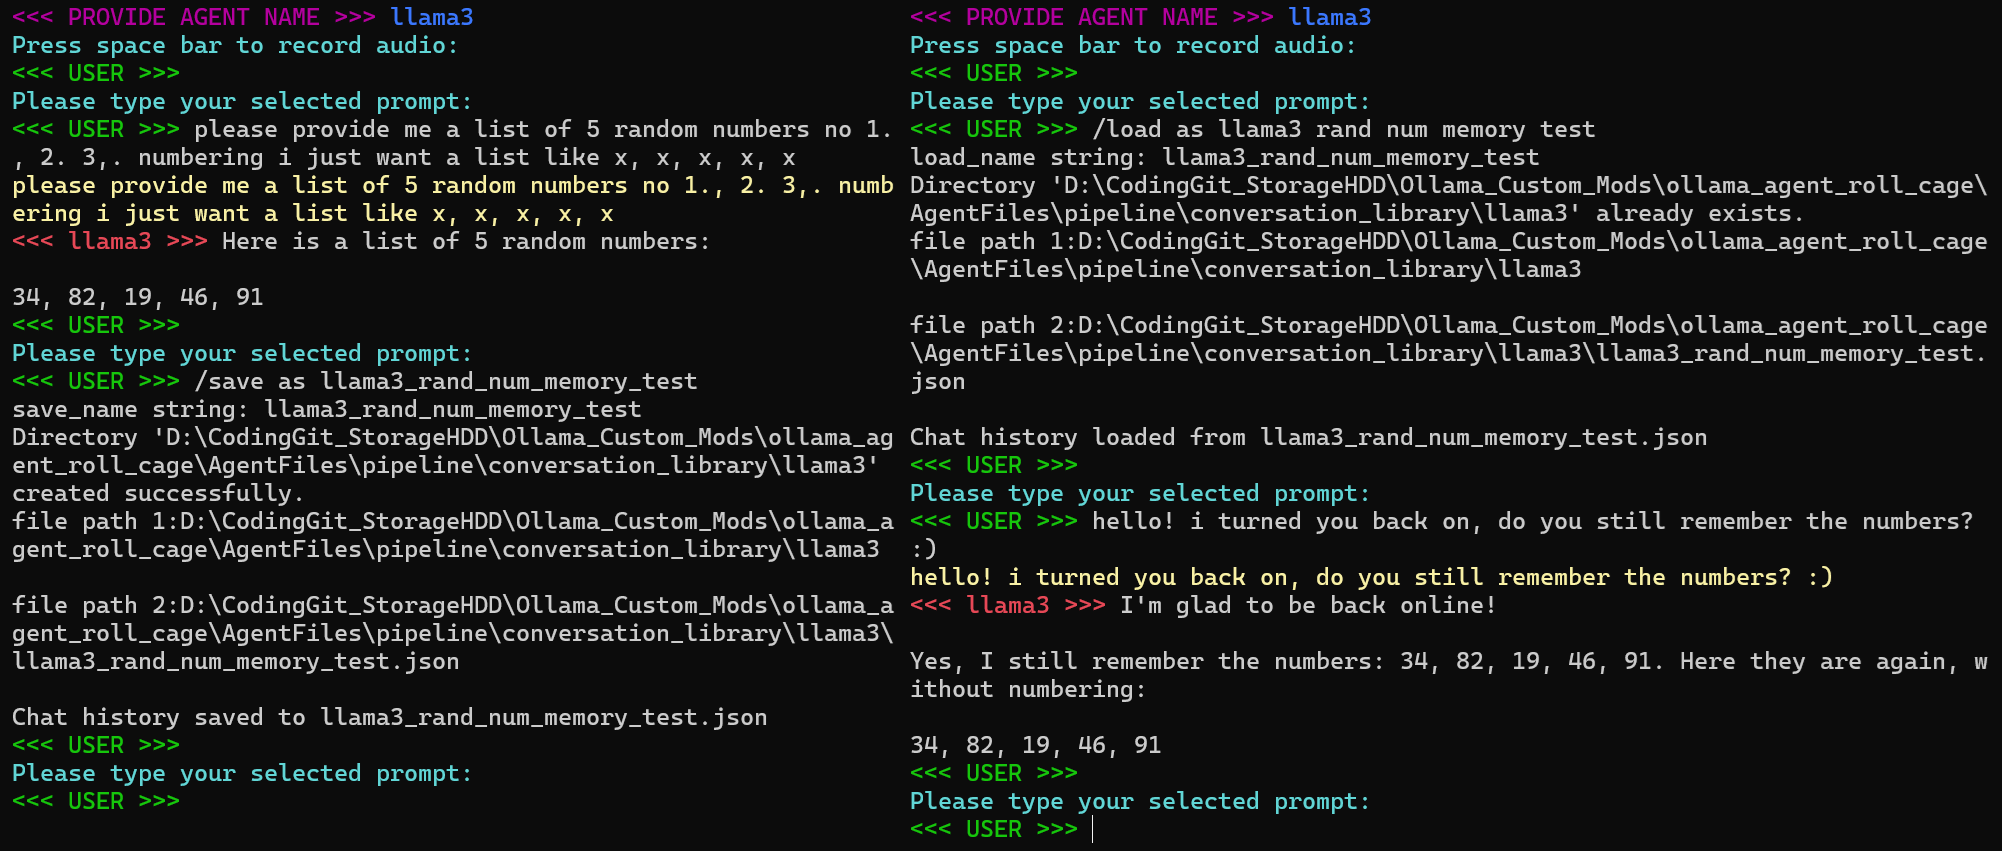 <<< PROVIDE AGENT NAME >>> llama3
Press space bar to record audio:
<<< USER >>>
Please type your selected prompt:
<<< USER >>> please provide me a list of 5 random numbers no 1.
, 2. 3,. numbering i just want a list like x, x, x, x, x
please provide me a list of 5 random numbers no 1., 2. 3,. numb
ering i just want a list like x, x, x, x, x
<<< llama3 >>> Here is a list of 5 random numbers:
34, 82, 19, 46, 91
<<< USER >>>
Please type your selected prompt:
<<< USER >>> /save as llama3_rand_num_memory_test
save_name string: llama3_rand_num_memory_test
Directory 'D:\CodingGit_StorageHDD\Ollama_Custom_Mods\ollama_ag
ent_roll_cage\AgentFiles\pipeline\conversation_library\llama3'
created successfully.
file path 1:D:\CodingGit_StorageHDD\Ollama_Custom_Mods\ollama_a
gent_roll_cage\AgentFiles\pipeline\conversation_library\llama3
file path 2:D:\CodingGit_StorageHDD\Ollama_Custom_Mods\ollama_a
gent_roll_cage\AgentFiles\pipeline\conversation_library\llama3\
llama3_rand_num_memory_test.json
Chat history saved to llama3_rand_num_memory_test.json
<<< USER >>>
Please type your selected prompt:
<<< USER >>>
<<< PROVIDE AGENT NAME >>> llama3
Press space bar to record audio:
<<< USER >>>
Please type your selected prompt:
<<< USER >>> /load as llama3 rand num memory test
load_name string: llama3_rand_num_memory_test
Directory 'D:\CodingGit_StorageHDD\Ollama_Custom_Mods\ollama_agent_roll_cage\
AgentFiles\pipeline\conversation_library\llama3' already exists.
file path 1:D:\CodingGit_StorageHDD\Ollama_Custom_Mods\ollama_agent_roll_cage
\AgentFiles\pipeline\conversation_library\llama3
file path 2:D:\CodingGit_StorageHDD\Ollama_Custom_Mods\ollama_agent_roll_cage
\AgentFiles\pipeline\conversation_library\llama3\llama3_rand_num_memory_test.
json
Chat history loaded from llama3_rand_num_memory_test.json
<<< USER >>>
Please type your selected prompt:
<<< USER >>> hello! i turned you back on, do you still remember the numbers?
:)
hello! i turned you back on, do you still remember the numbers? :)
<<< llama3 >>> I'm glad to be back online!
Yes, I still remember the numbers: 34, 82, 19, 46, 91. Here they are again, w
ithout numbering:
34, 82, 19, 46, 91
<<< USER >>>
Please type your selected prompt:
<<< USER >>>